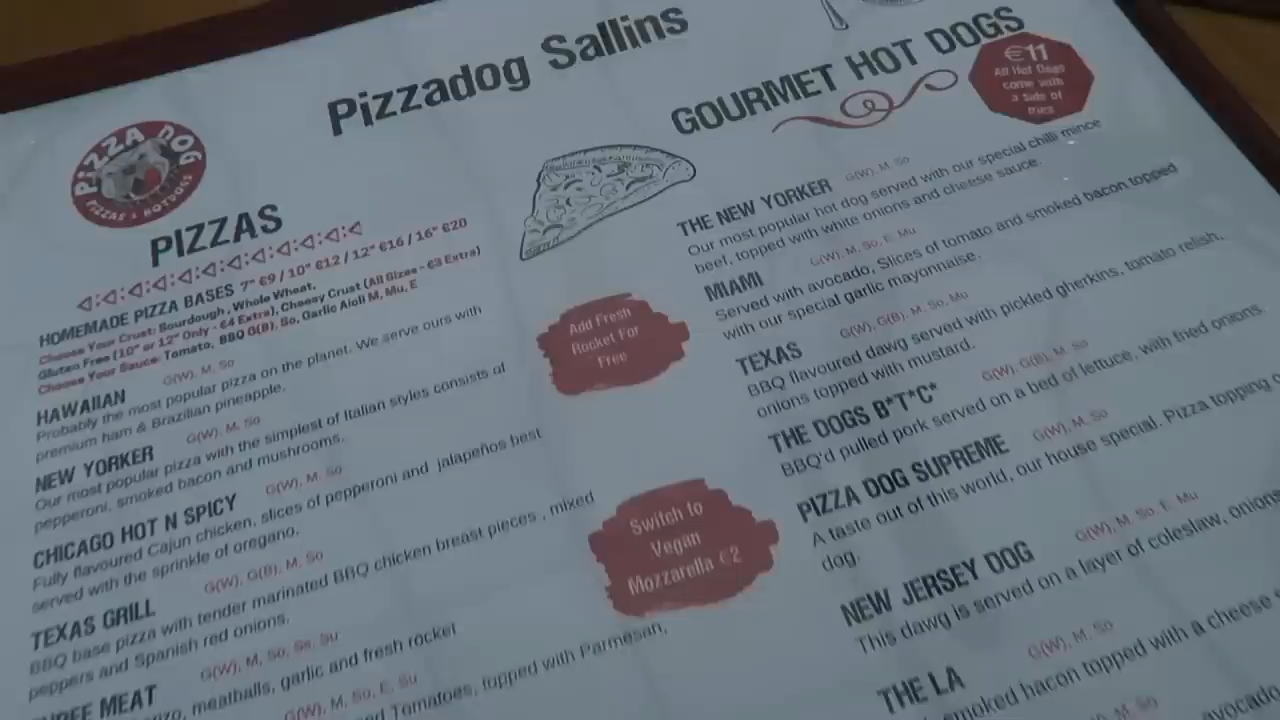 Pizzadog Sallins
PIZZA DOG
PIZZAS & HOTDOGS
PIZZAS
HOMEMADE PIZZA BASES 7" €9 / 10" €12 / 12" €16 / 16" €20
Choose Your Crust: Sourdough, Whole Wheat,
Gluten Free (10" or 12" Only - €4 Extra), Cheesy Crust (All Sizes - €3 Extra)
Choose Your Sauce: Tomato, BBQ G(B), So, Garlic Aioli M, Mu, E
HAWAIIAN G(W), M, So
Probably the most popular pizza on the planet. We serve ours with
premium ham & Brazilian pineapple.
NEW YORKER G(W), M, So
Our most popular pizza with the simplest of Italian styles consists of
pepperoni, smoked bacon and mushrooms.
CHICAGO HOT N SPICY G(W), M, So
Fully flavoured Cajun chicken, slices of pepperoni and jalapeños best
served with the sprinkle of oregano.
TEXAS GRILL G(W), G(B), M, So
BBQ base pizza with tender marinated BBQ chicken breast pieces , mixed
peppers and Spanish red onions.
MEAT G(W), M, So, Se, Su
meatballs, garlic and fresh rocket
G(W), M, So, E, Su
Tomatoes, topped with Parmesan,
Add Fresh
Rocket For
Free
Switch to
Vegan
Mozzarella €2
GOURMET HOT DOGS
€11
All Hot Dogs
come with
a side of
fries
THE NEW YORKER G(W), M, So
Our most popular hot dog served with our special chilli mince
beef, topped with white onions and cheese sauce.
MIAMI G(W), M, So, E, Mu
Served with avocado, Slices of tomato and smoked bacon topped
with our special garlic mayonnaise.
TEXAS G(W), G(B), M, So, Mu
BBQ flavoured dawg served with pickled gherkins, tomato relish,
onions topped with mustard.
THE DOGS B*T*C* G(W), G(B), M, So
BBQ'd pulled pork served on a bed of lettuce, with fried onions.
PIZZA DOG SUPREME G(W), M, So
A taste out of this world, our house special. Pizza topping
dog.
NEW JERSEY DOG G(W), M, So, E, Mu
This dawg is served on a layer of coleslaw, onions
THE LA G(W), M, So
smoked bacon topped with a cheese
avocado